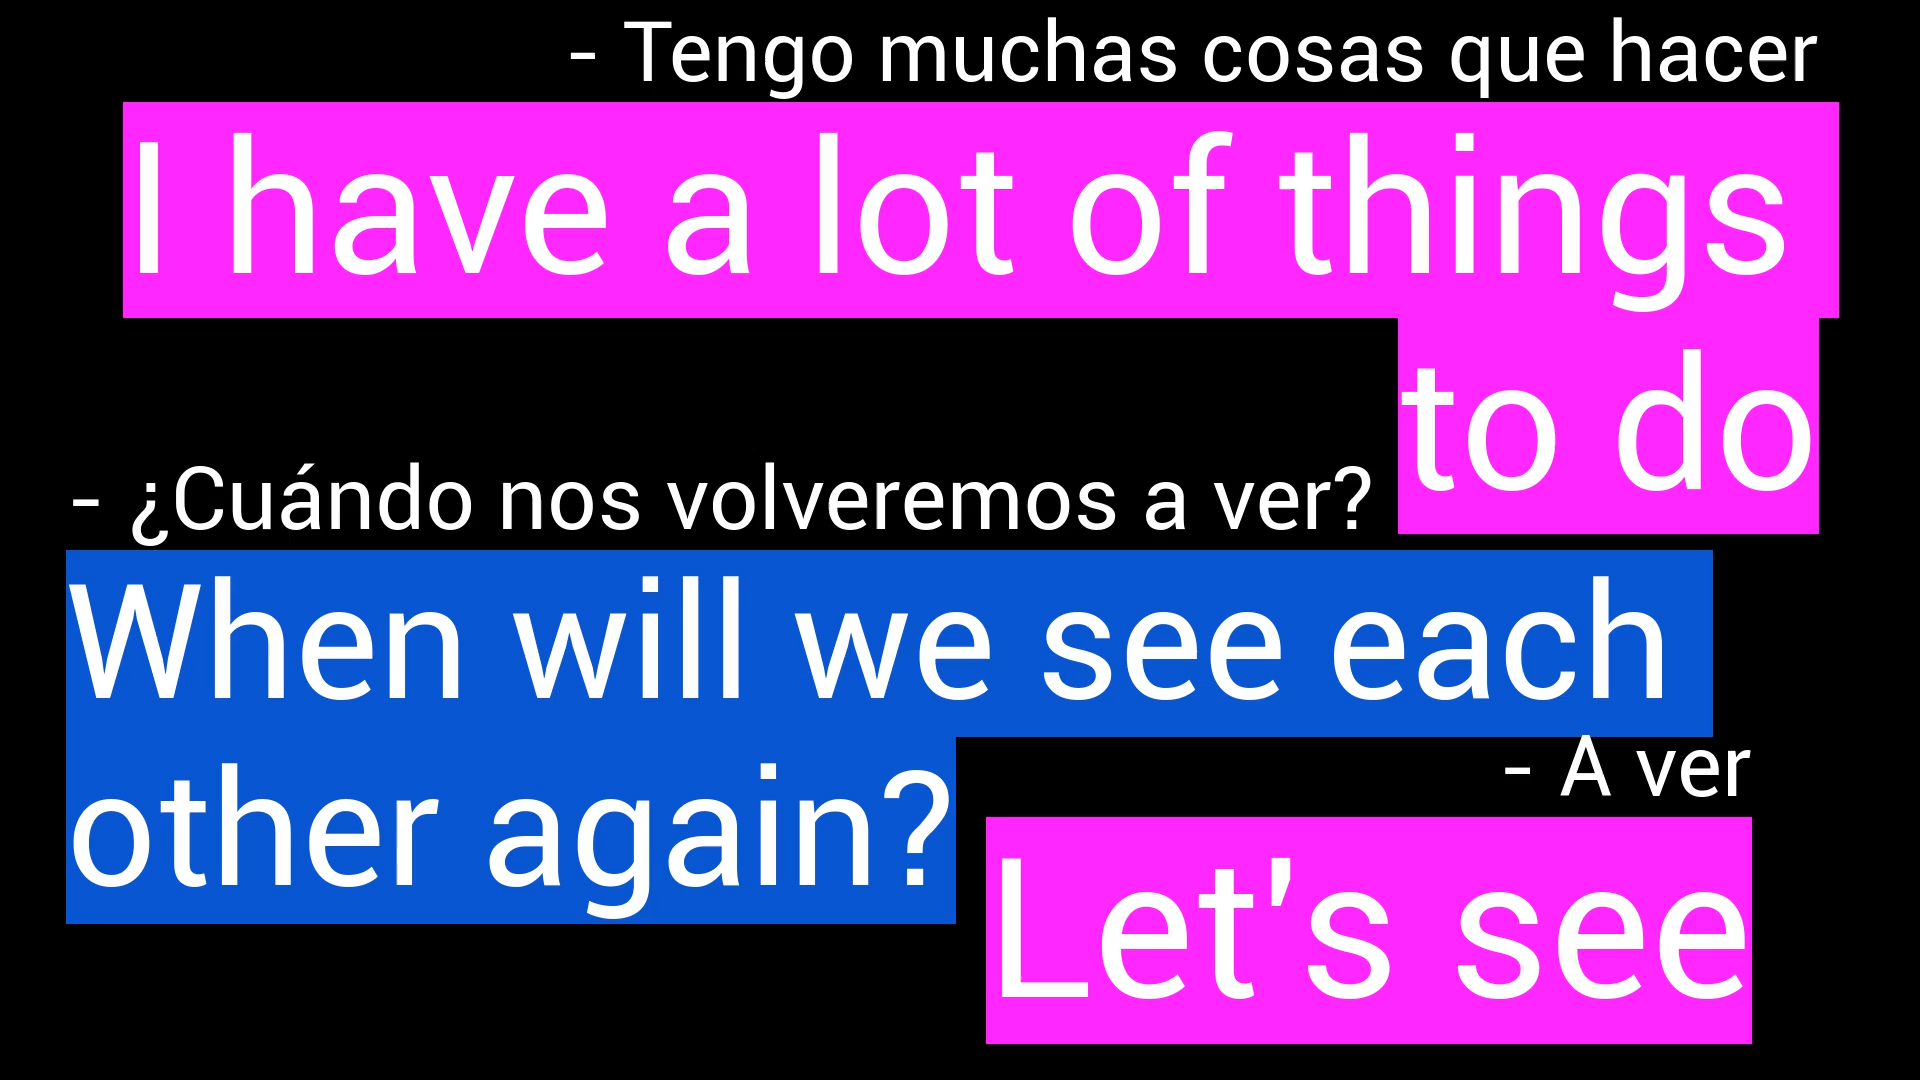 - Tengo muchas cosas que hacer
I have a lot of things
to do
- ¿Cuándo nos volveremos a ver?
When will we see each
other again?
- A ver
Let's see